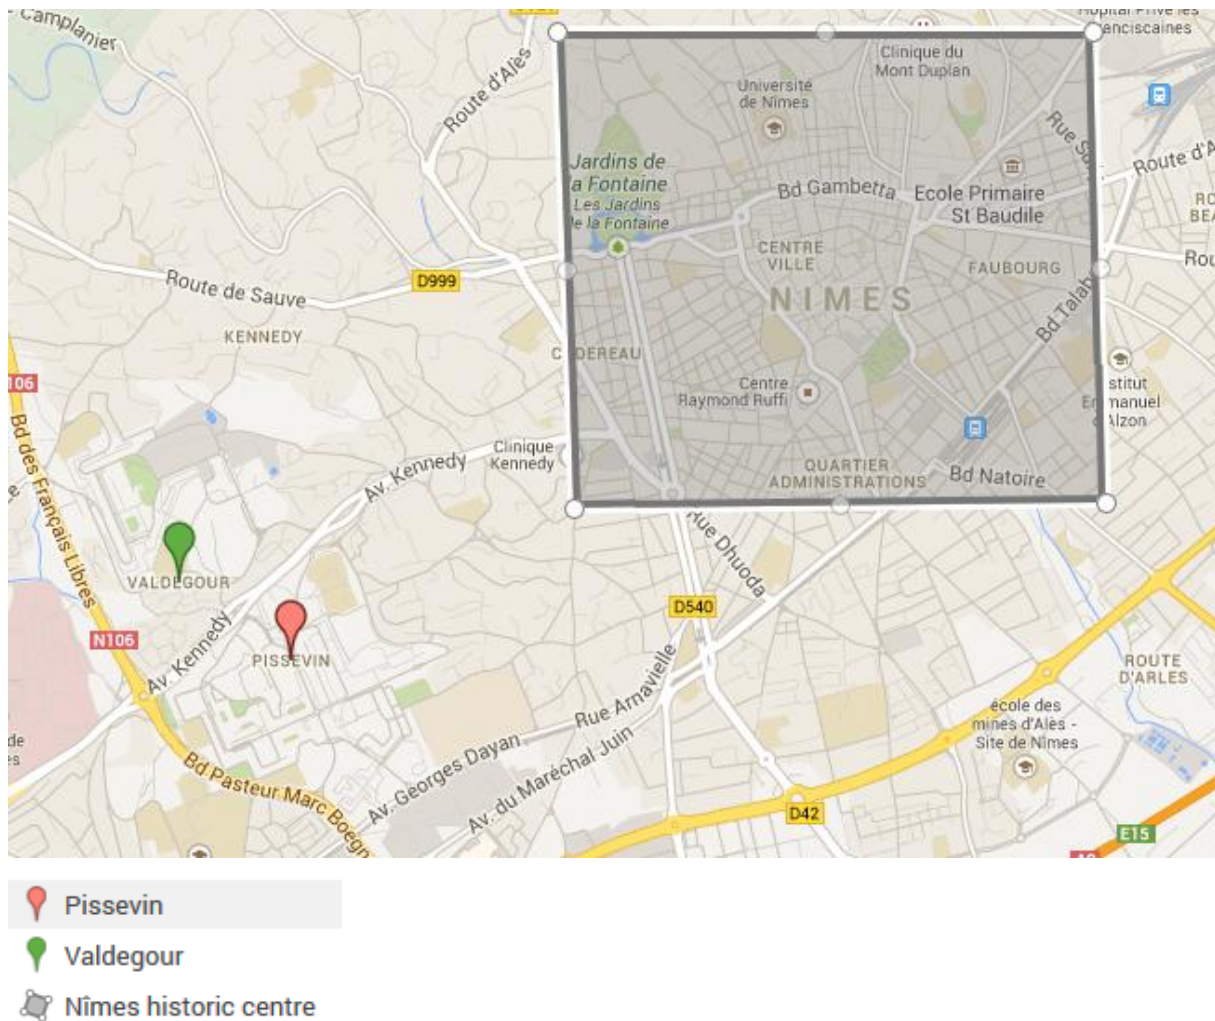 Camplanier
Route d'Alès
Hôpital Privé les
Franciscaines
Clinique du
Mont Duplan
Université
de Nîmes
Jardins de
la Fontaine
Les Jardins
de la Fontaine
Bd Gambetta
Ecole Primaire
St Baudile
Route d'A
CENTRE
VILLE
FAUBOURG
NIMES
Bd Talab
D999
Route de Sauve
KENNEDY
CADEREAU
106
Centre
Raymond Ruffi
stitut
Emmanuel
d'Alzon
Clinique
Kennedy
Av. Kennedy
QUARTIER
ADMINISTRATIONS
Bd Natoire
Bd des Français Libres
Rue Dhuoda
VALDEGOUR
D540
N106
Av. Kennedy
PISSEVIN
ROUTE
D'ARLES
Rue Arnavielle
école des
mines d'Alès -
Site de Nîmes
Av. Georges Dayan
Av. du Maréchal Juin
Bd Pasteur Marc Boegn
D42
E15
Pissevin
Valdegour
Nîmes historic centre